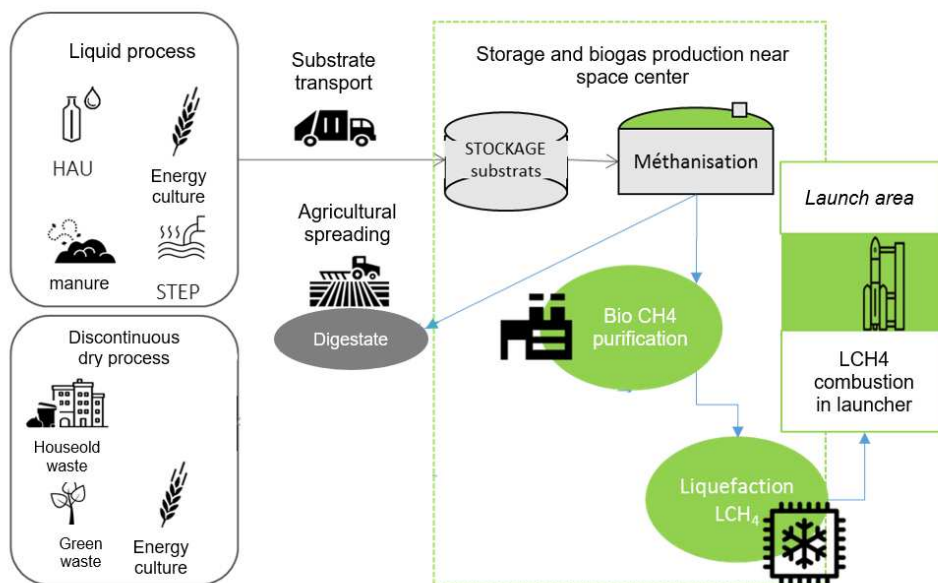 Liquid process
HAU
Energy
culture
manure
STEP
Discontinuous
dry process
Houseold
waste
Green
waste
Energy
culture
Substrate
transport
Agricultural
spreading
Digestate
Storage and biogas production near
space center
STOCKAGE
substrats
Méthanisation
Bio CH4
purification
Liquefaction
LCH₄
Launch area
LCH4
combustion
in launcher